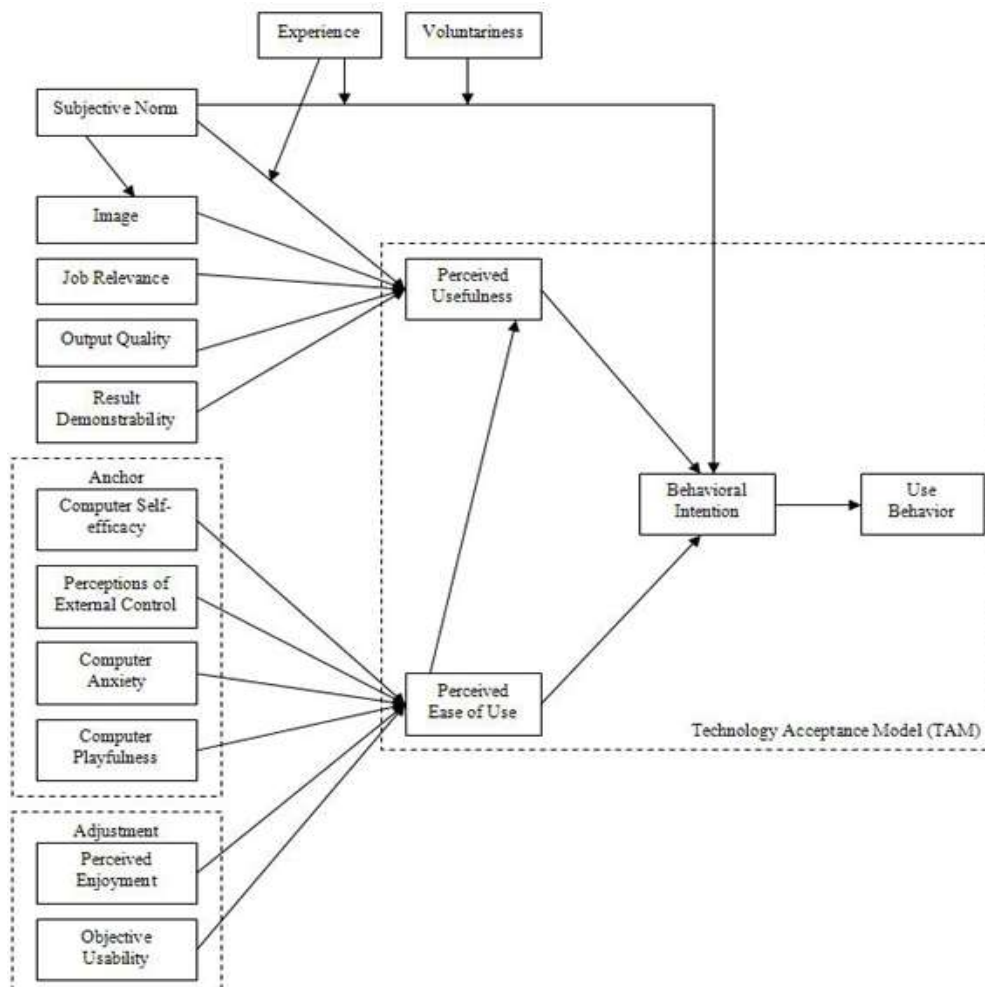 Experience
Voluntariness
Subjective Norm
Image
Job Relevance
Perceived
Usefulness
Output Quality
Result
Demonstrability
Anchor
Computer Self-
efficacy
Behavioral
Intention
Use
Behavior
Perceptions of
External Control
Computer
Anxiety
Perceived
Ease of Use
Computer
Playfulness
Technology Acceptance Model (TAM)
Adjustment
Perceived
Enjoyment
Objective
Usability